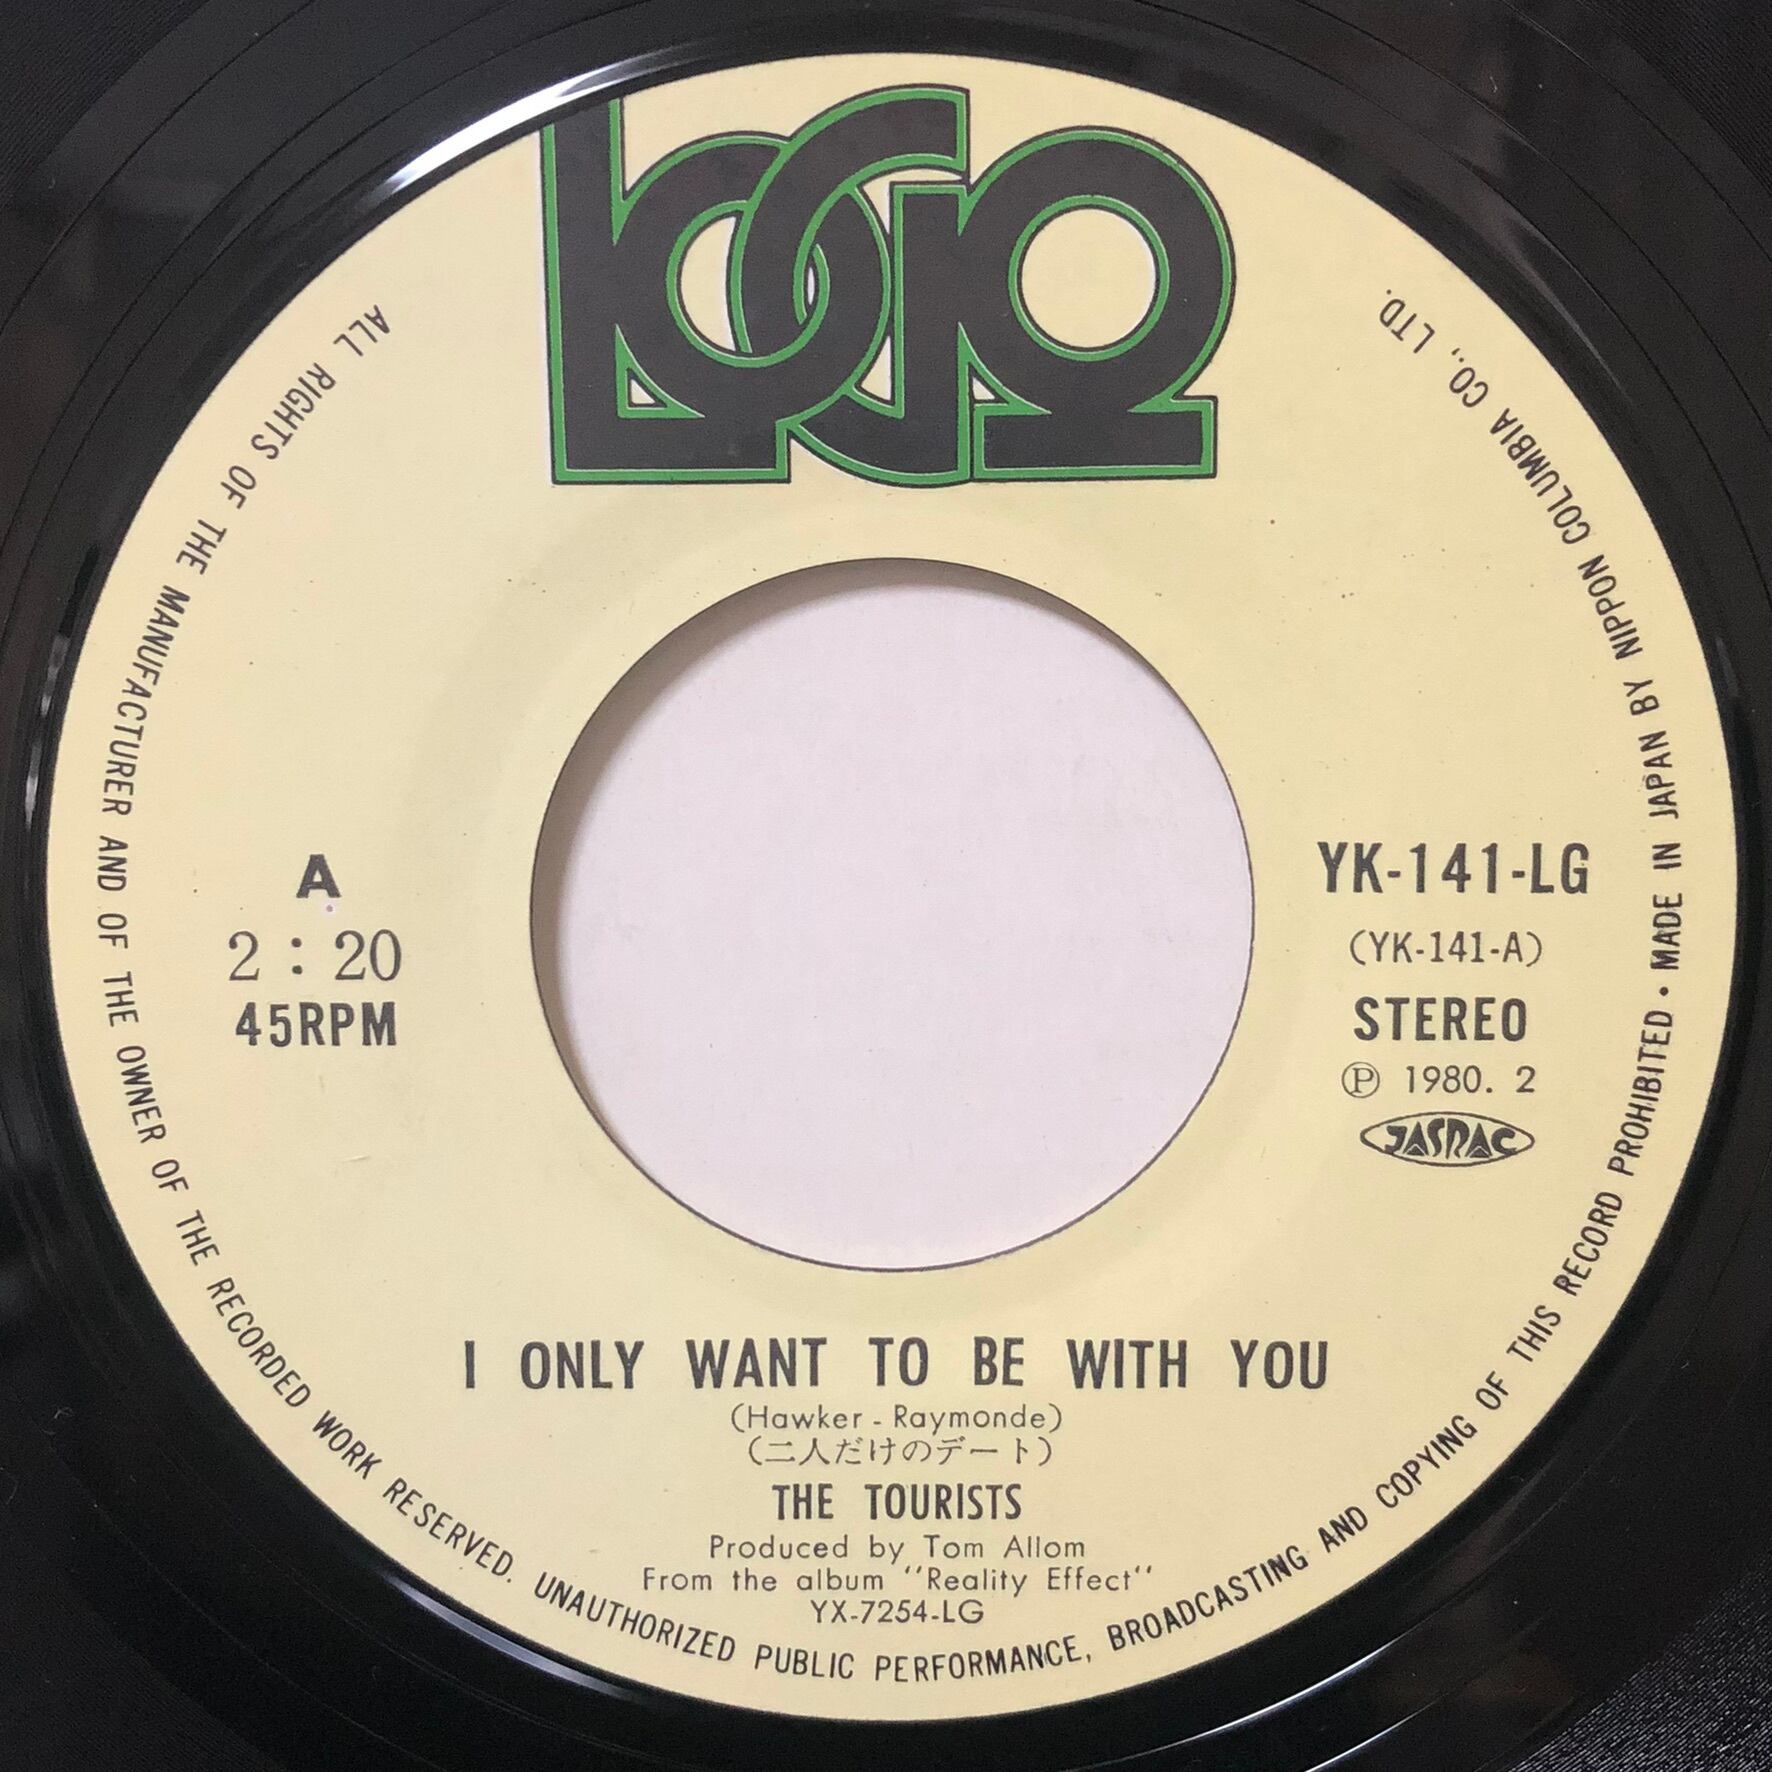 LOGO
ALL RIGHTS OF THE MANUFACTURER AND OF THE OWNER OF THE RECORDED WORK RESERVED. UNAUTHORIZED PUBLIC PERFORMANCE, BROADCASTING AND COPYING OF THIS RECORD PROHIBITED • MADE IN JAPAN BY NIPPON COLUMBIA CO., LTD.
A
2:20
45RPM
YK-141-LG
(YK-141-A)
STEREO
Ⓟ 1980. 2
JASRAC
I ONLY WANT TO BE WITH YOU
(Hawker - Raymonde)
(二人だけのデート)
THE TOURISTS
Produced by Tom Allom
From the album "Reality Effect"
YX-7254-LG